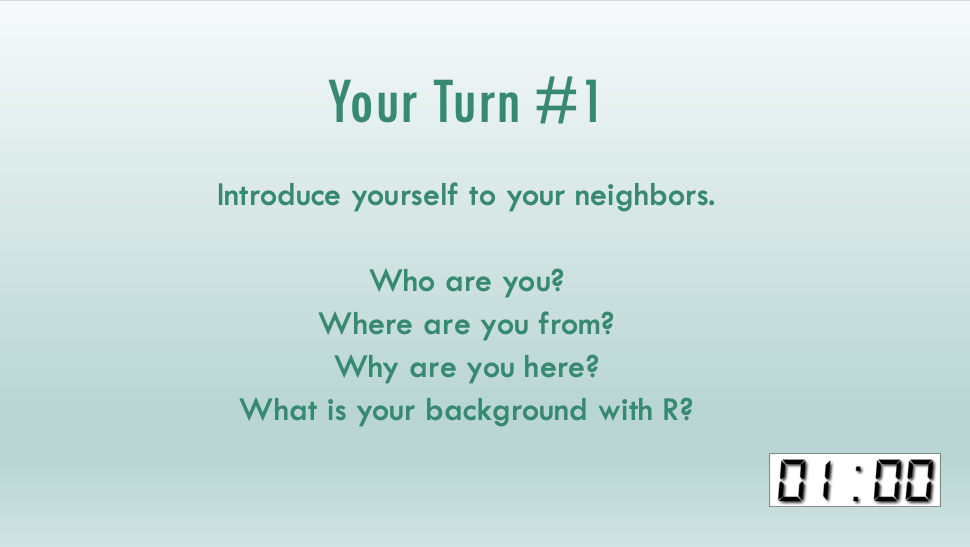 Your Turn #1
Introduce yourself to your neighbors.
Who are you?
Where are you from?
Why are you here?
What is your background with R?
01:00